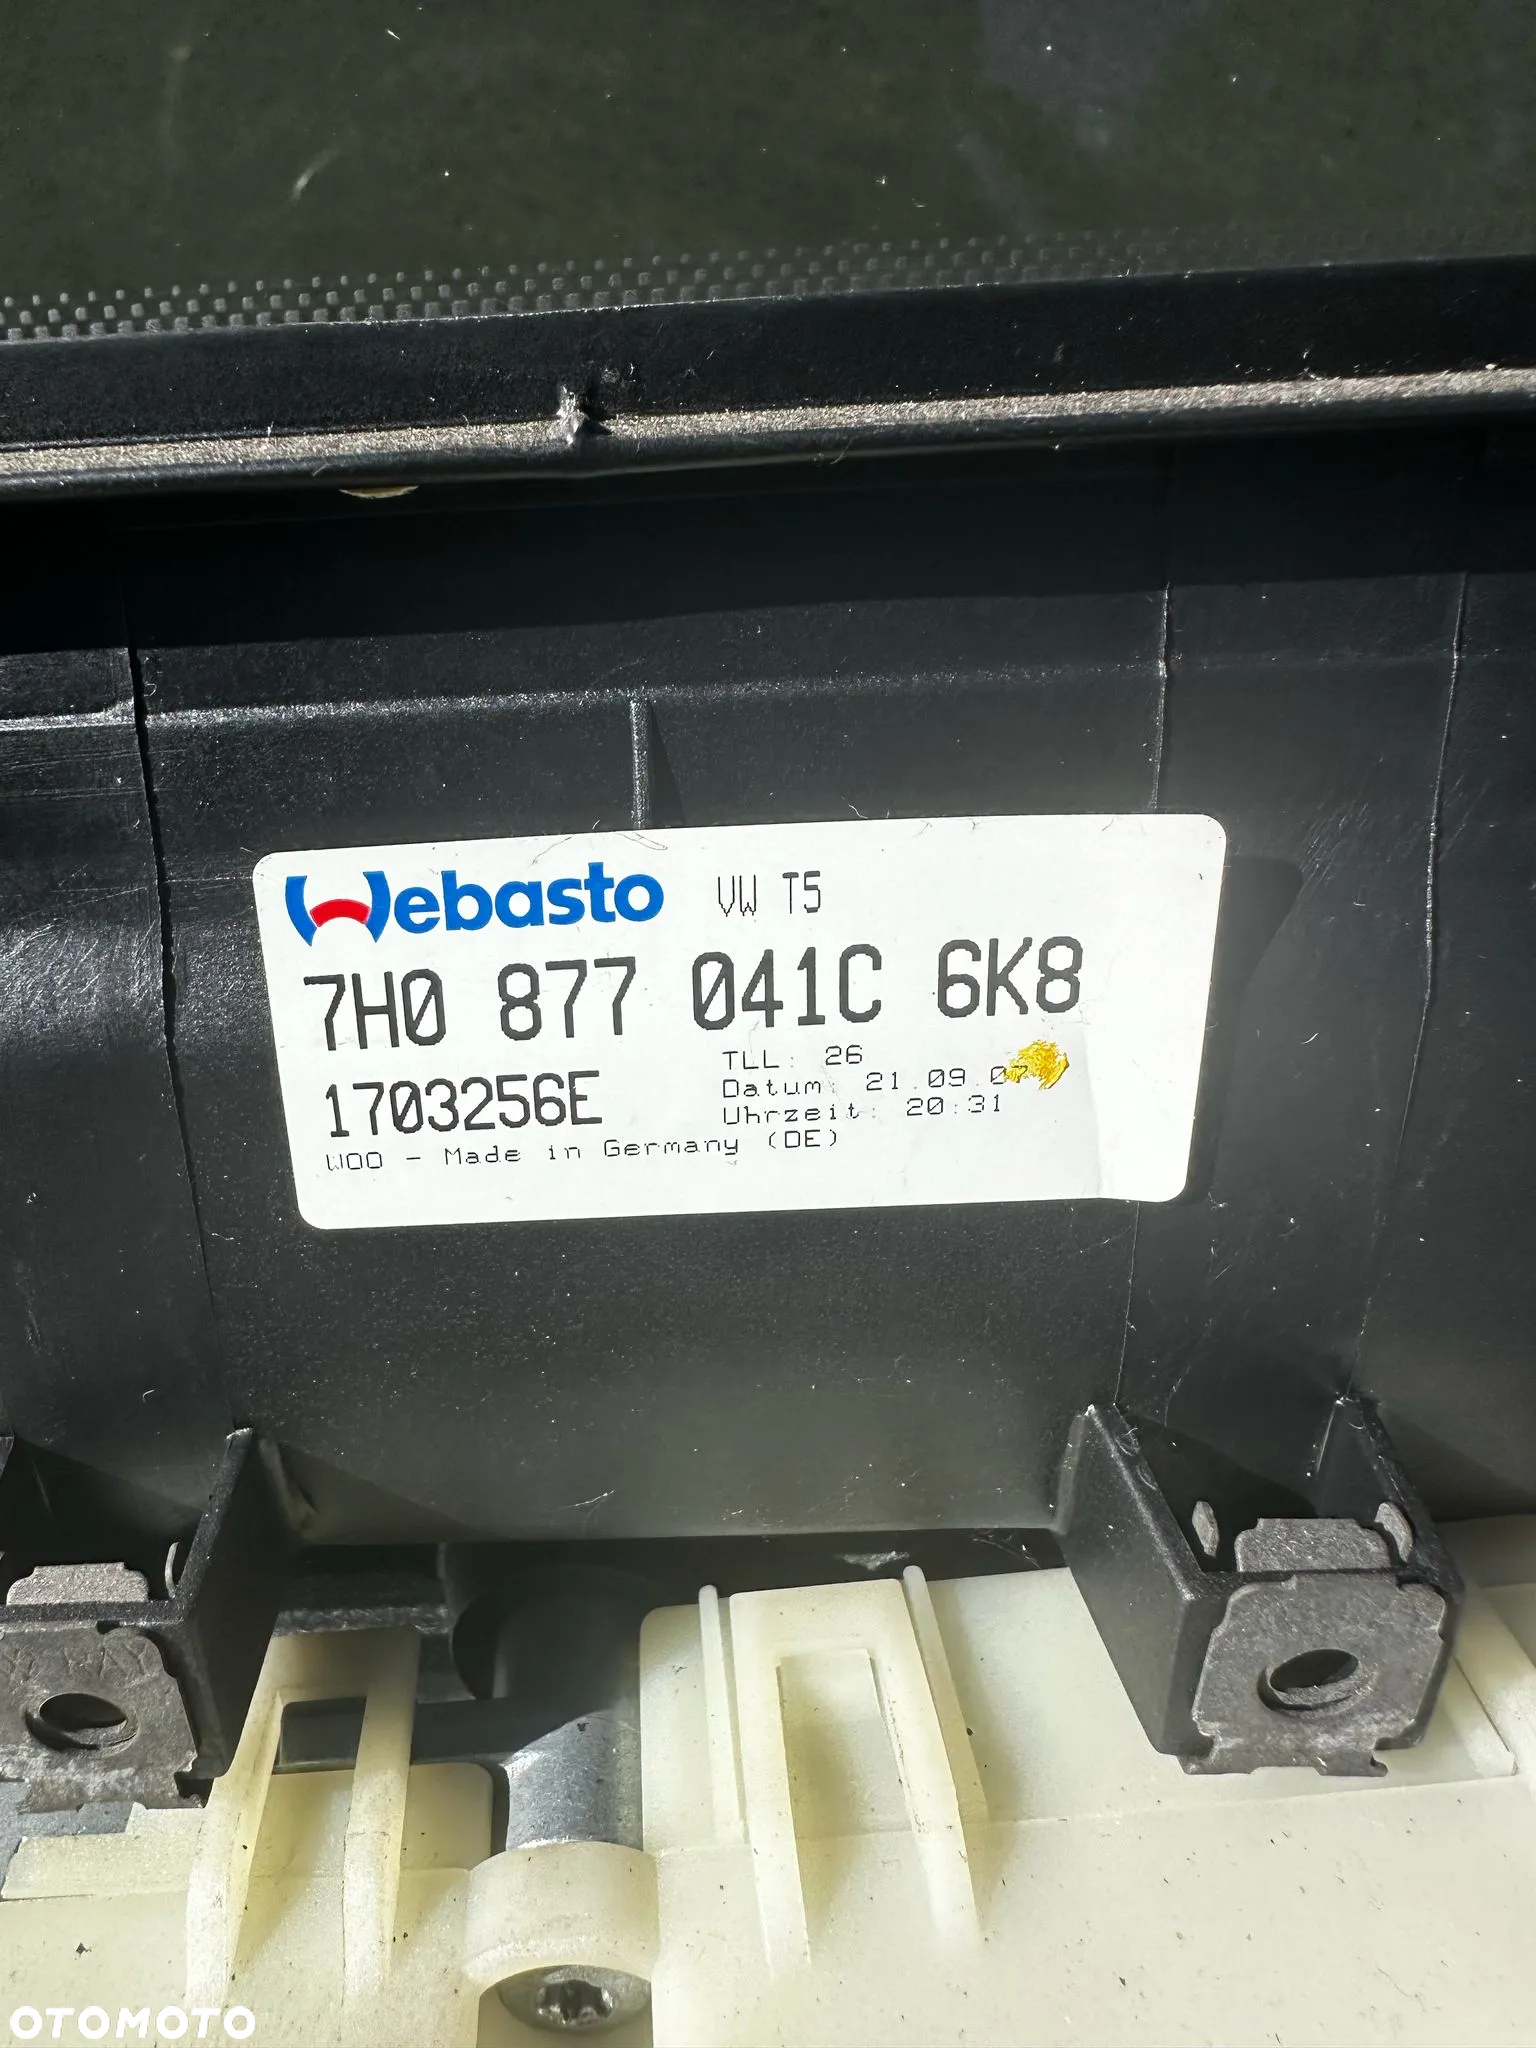 Webasto VW T5
7H0 877 041C 6K8
1703256E
TLL: 26
Datum: 21.09.07
Uhrzeit: 20:31
WOO - Made in Germany (DE)
OTOMOTO